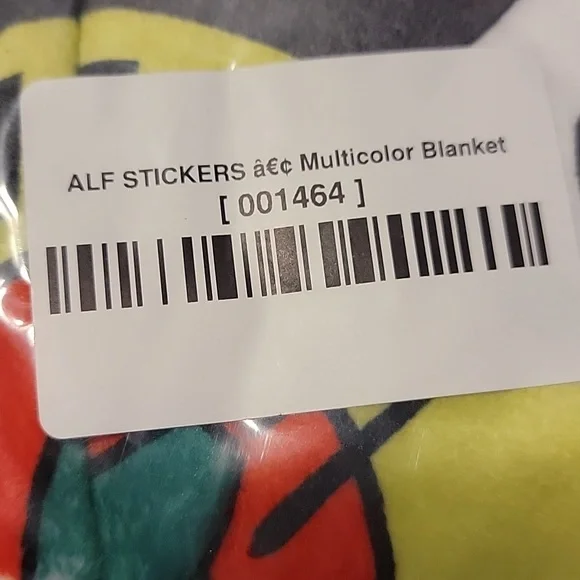 ALF STICKERS â€¢ Multicolor Blanket
[ 001464 ]